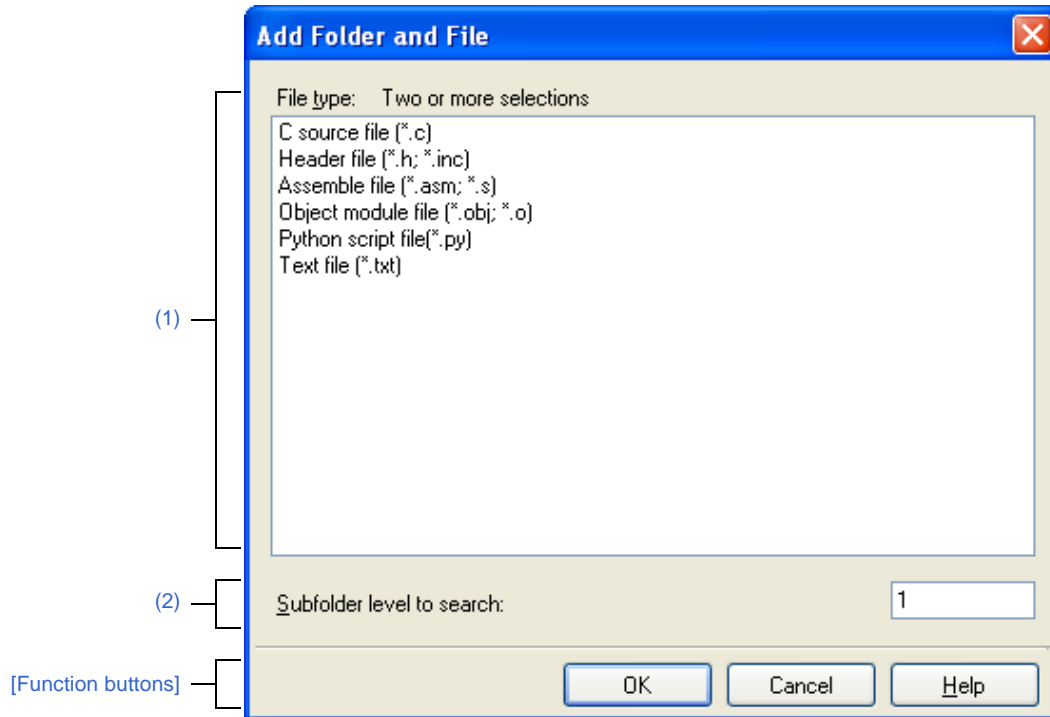 Add Folder and File
File type: Two or more selections
C source file (*.c)
Header file (*.h; *.inc)
Assemble file (*.asm; *.s)
Object module file (*.obj; *.o)
Python script file(*.py)
Text file (*.txt)
(1)
(2)
Subfolder level to search: 1
[Function buttons]
OK Cancel Help